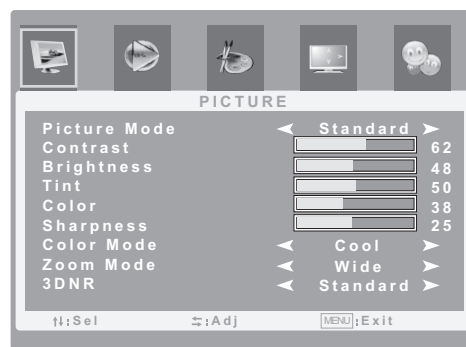 PICTURE
Picture Mode Standard
Contrast 62
Brightness 48
Tint 50
Color 38
Sharpness 25
Color Mode Cool
Zoom Mode Wide
3DNR Standard
↑↓:Sel ⇆:Adj MENU:Exit